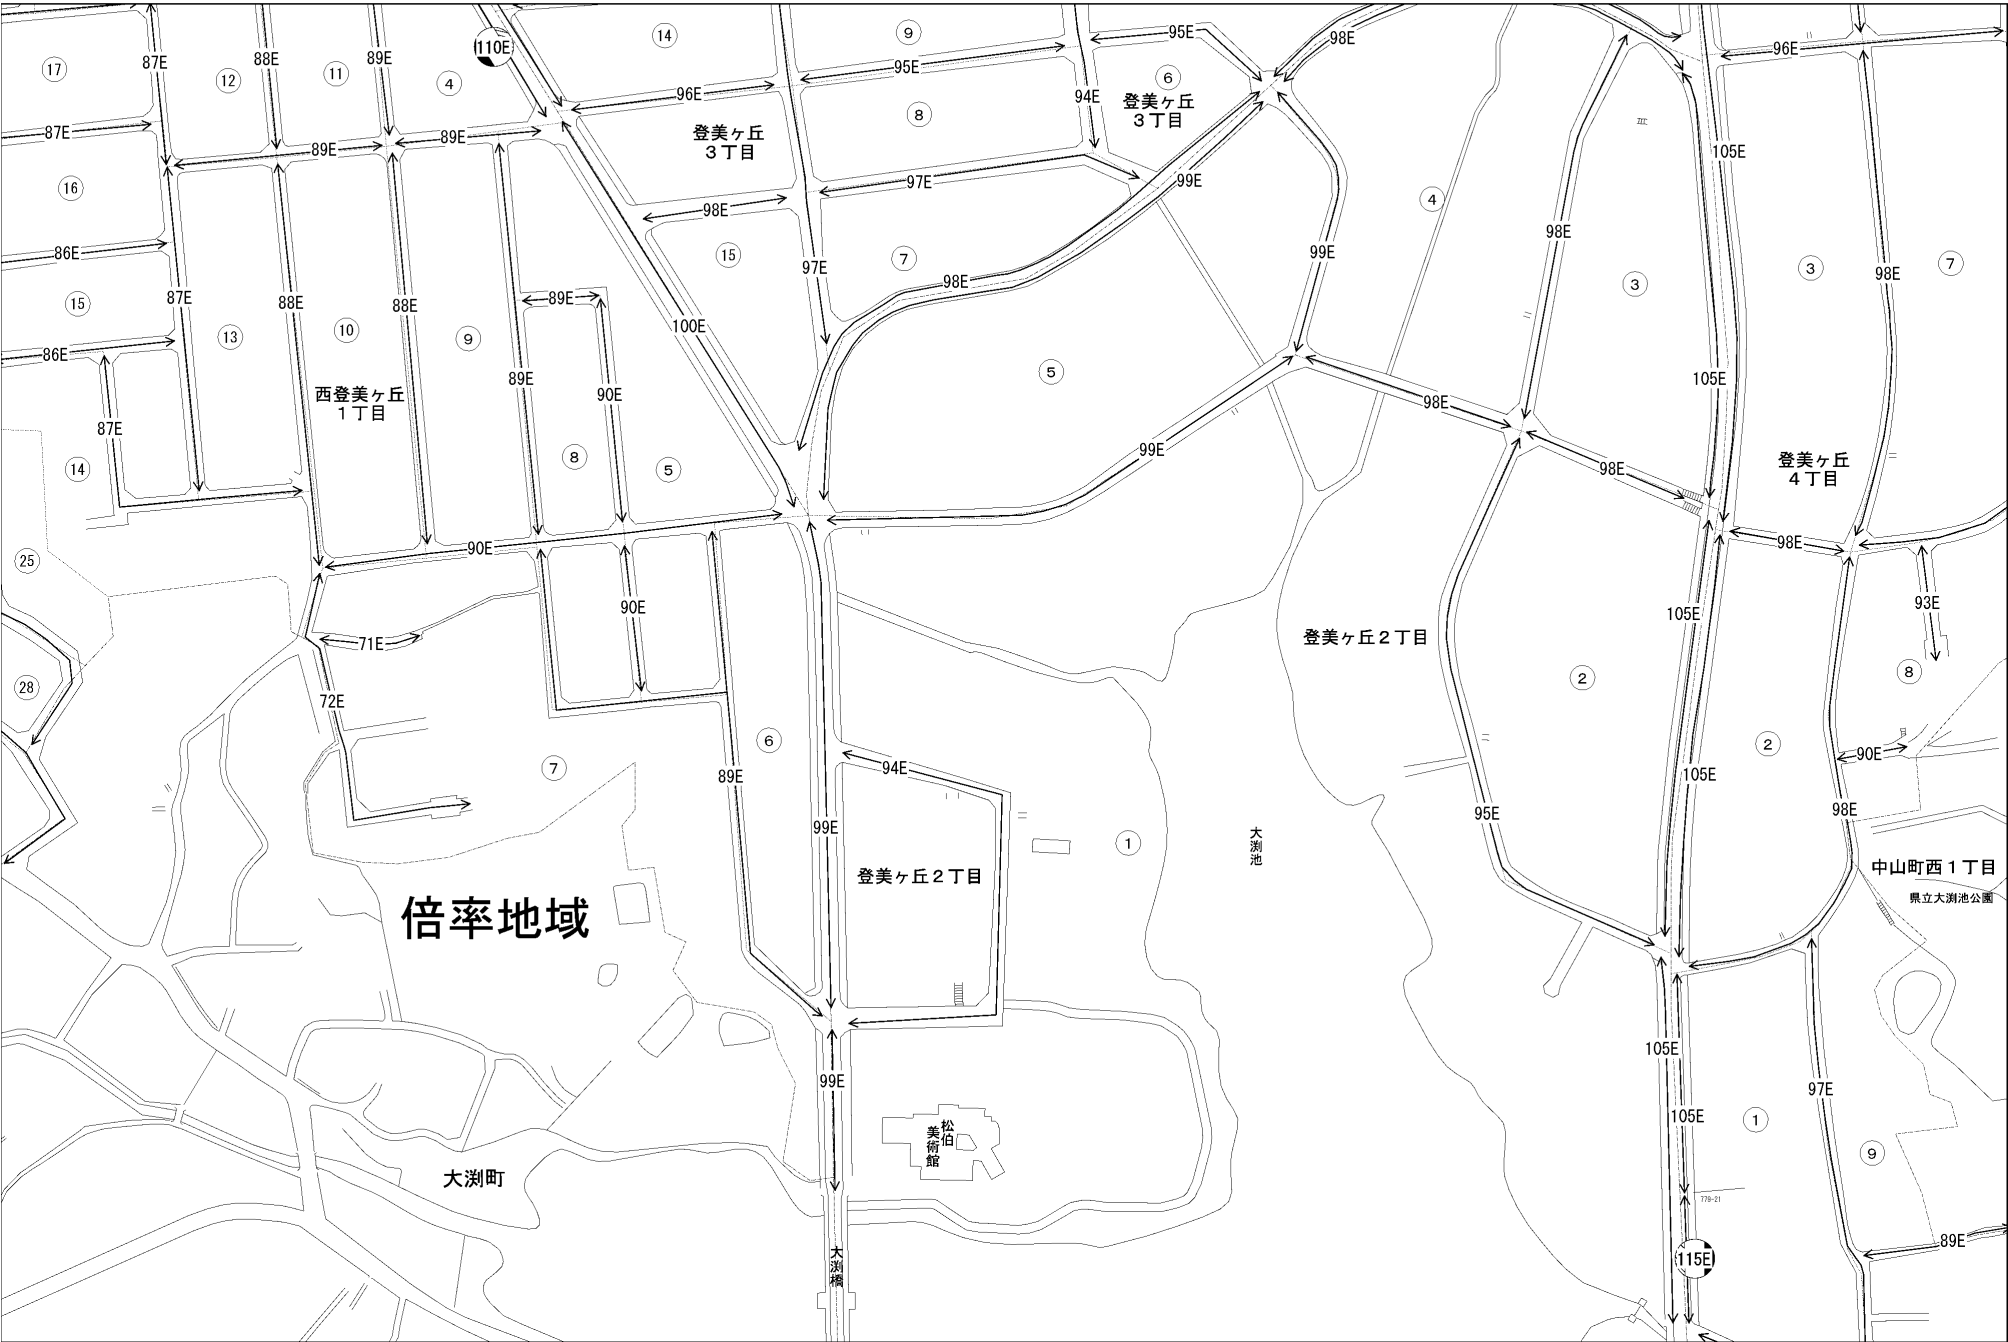 110E
14
9
95E
98E
17
87E
88E
11
89E
12
4
95E
6
96E
登美ヶ丘
3丁目
96E
94E
8
87E
89E
89E
登美ヶ丘
3丁目
105E
16
97E
99E
98E
4
98E
86E
15
7
97E
99E
3
3
98E
7
15
87E
88E
88E
89E
98E
13
10
9
100E
86E
89E
5
105E
西登美ヶ丘
1丁目
90E
98E
87E
14
8
5
99E
98E
登美ヶ丘
4丁目
90E
98E
25
90E
93E
105E
71E
登美ヶ丘2丁目
28
72E
2
8
6
2
90E
7
89E
94E
105E
99E
95E
98E
1
大渕池
登美ヶ丘2丁目
中山町西1丁目
県立大渕池公園
倍率地域
105E
99E
97E
105E
1
松伯
美術館
9
大渕町
779-21
大渕橋
89E
115E